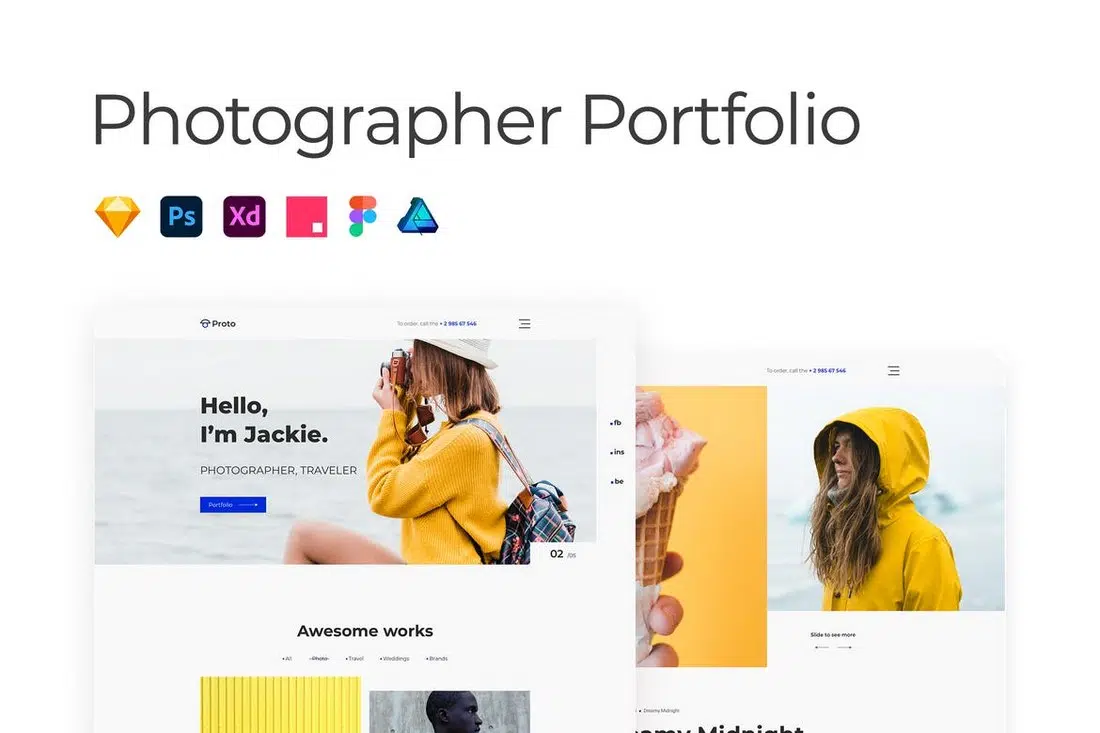 Photographer Portfolio
Ps
Xd
Proto
To order, call the + 2 985 67 546
Hello,
I'm Jackie.
PHOTOGRAPHER, TRAVELER
Portfolio
fb
ins
be
02 /05
Awesome works
All
Photo
Travel
Weddings
Brands
To order, call the + 2 985 67 546
Slide to see more
Dreamy Midnight
Midnight